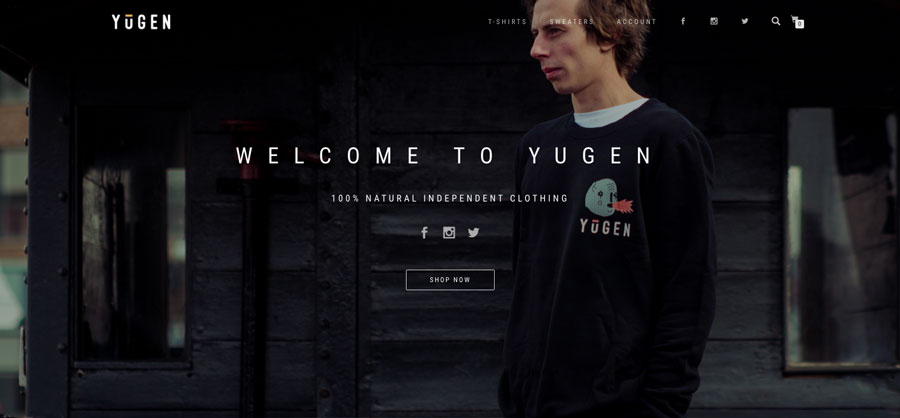 YŪGEN
T-SHIRTS SWEATERS ACCOUNT 0
WELCOME TO YUGEN
100% NATURAL INDEPENDENT CLOTHING
YŪGEN
SHOP NOW